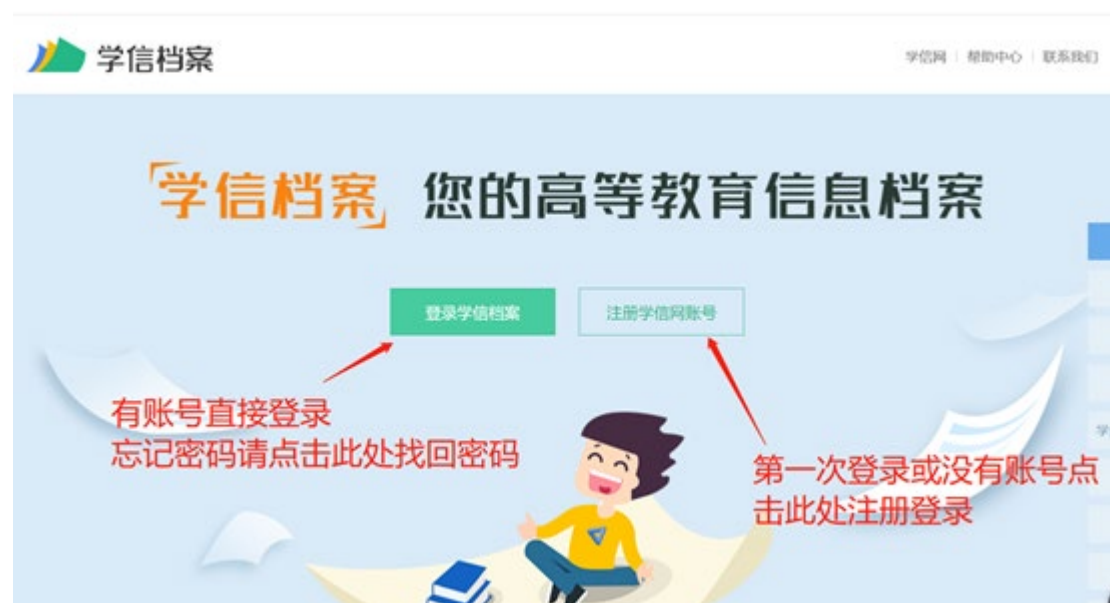 学信档案
学信网 | 帮助中心 | 联系我们
「学信档案」 您的高等教育信息档案
登录学信档案
注册学信网账号
有账号直接登录
忘记密码请点击此处找回密码
第一次登录或没有账号点
击此处注册登录
学